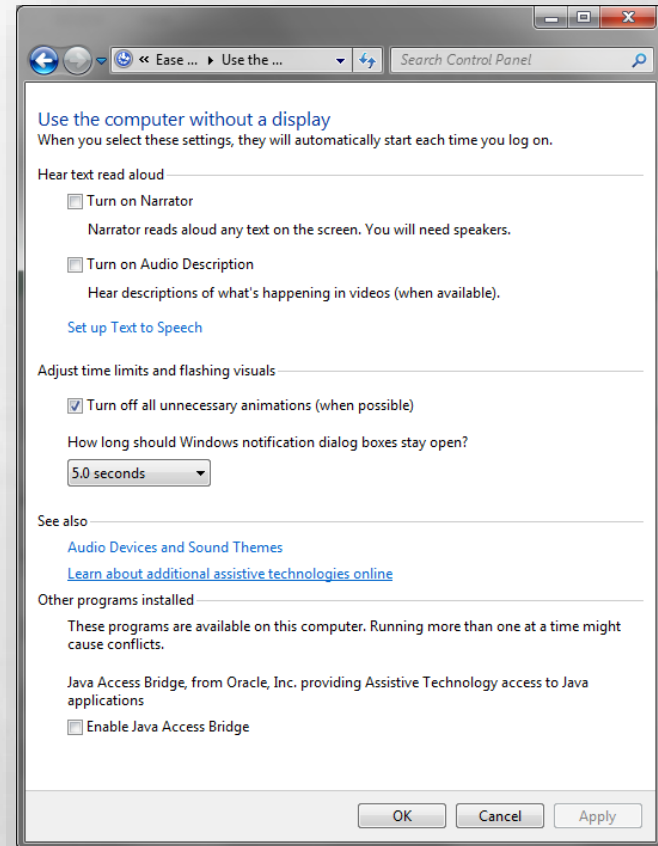 « Ease ... ▸ Use the ...
Search Control Panel
Use the computer without a display
When you select these settings, they will automatically start each time you log on.
Hear text read aloud
Turn on Narrator
Narrator reads aloud any text on the screen. You will need speakers.
Turn on Audio Description
Hear descriptions of what's happening in videos (when available).
Set up Text to Speech
Adjust time limits and flashing visuals
Turn off all unnecessary animations (when possible)
How long should Windows notification dialog boxes stay open?
5.0 seconds
See also
Audio Devices and Sound Themes
Learn about additional assistive technologies online
Other programs installed
These programs are available on this computer. Running more than one at a time might
cause conflicts.
Java Access Bridge, from Oracle, Inc. providing Assistive Technology access to Java
applications
Enable Java Access Bridge
OK Cancel Apply